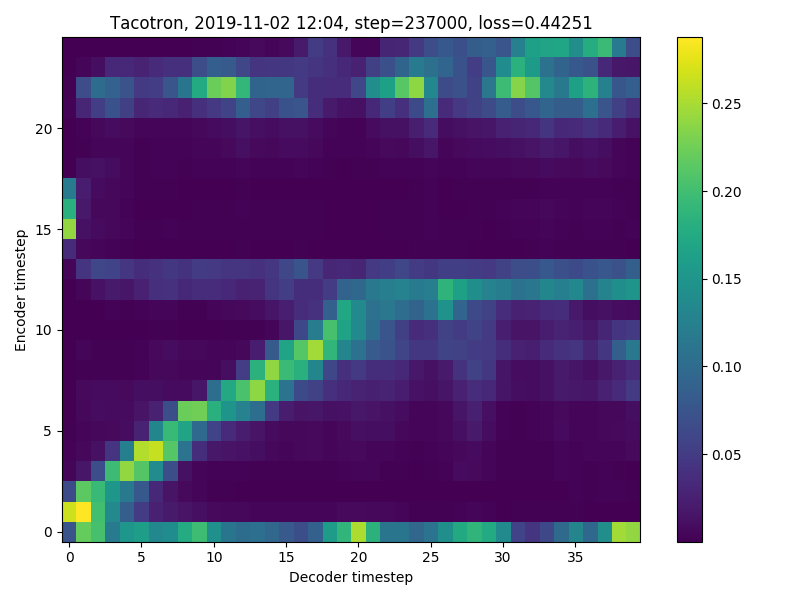 Tacotron, 2019-11-02 12:04, step=237000, loss=0.44251
Encoder timestep
20
15
10
5
0
0 5 10 15 20 25 30 35
Decoder timestep
0.25
0.20
0.15
0.10
0.05